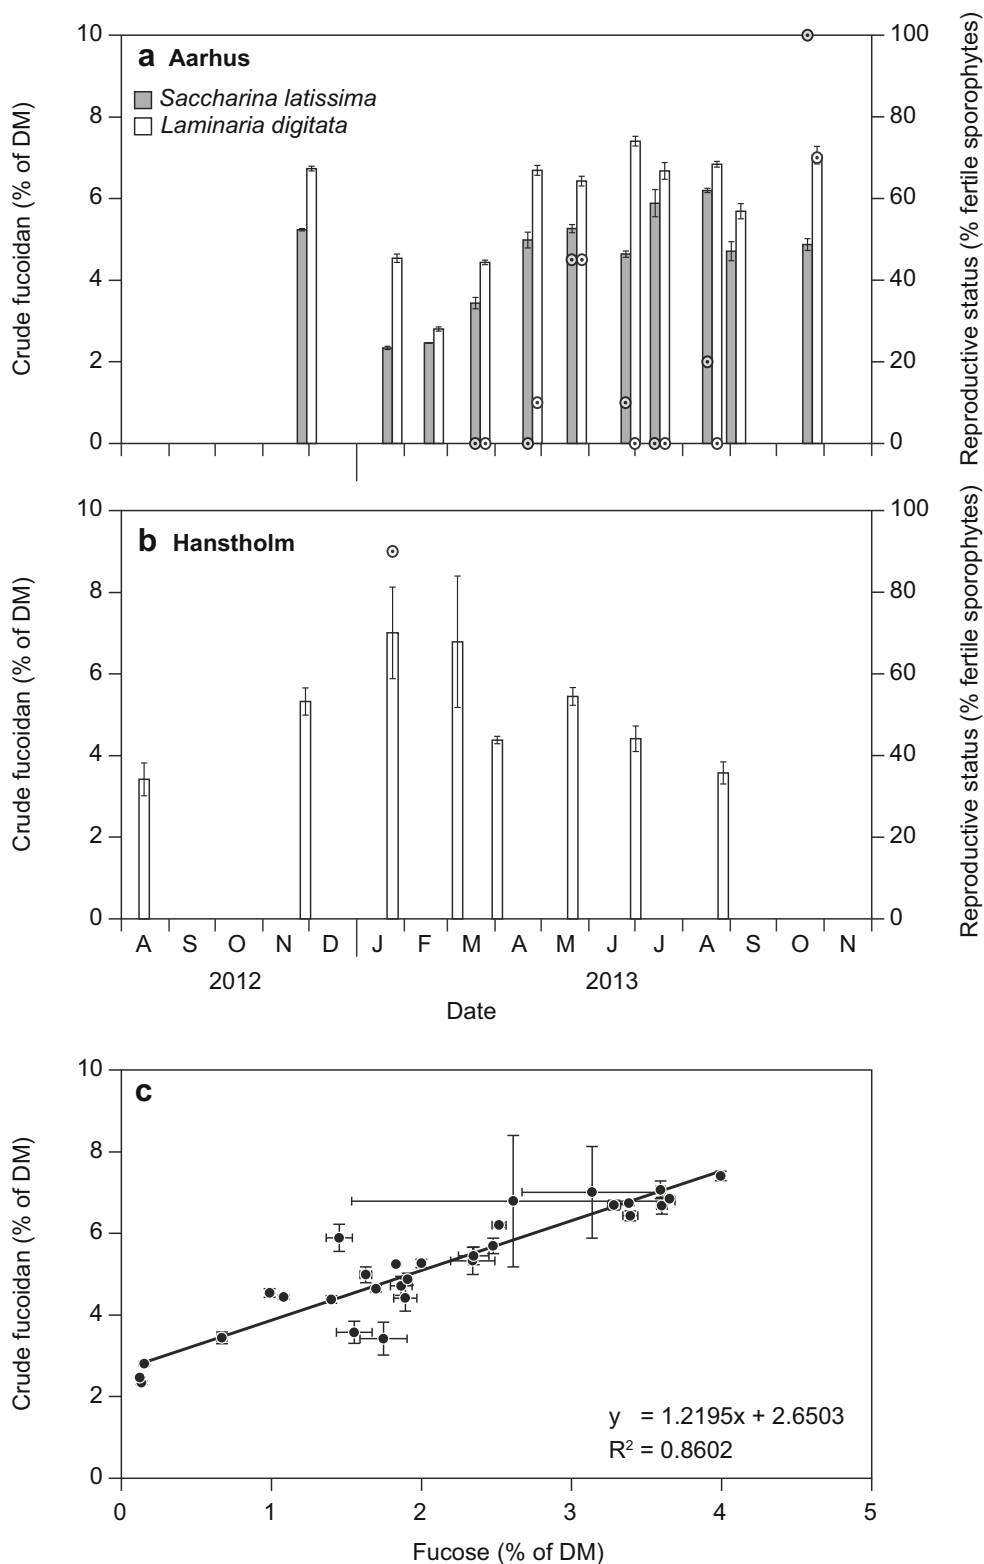 a Aarhus
Saccharina latissima
Laminaria digitata
Crude fucoidan (% of DM)
10
8
6
4
2
0
100
80
60
40
20
0
Reproductive status (% fertile sporophytes)
b Hanstholm
Crude fucoidan (% of DM)
10
8
6
4
2
0
100
80
60
40
20
0
Reproductive status (% fertile sporophytes)
A S O N D J F M A M J J A S O N
2012 2013
Date
c
Crude fucoidan (% of DM)
10
8
6
4
2
0
y = 1.2195x + 2.6503
R² = 0.8602
0 1 2 3 4 5
Fucose (% of DM)